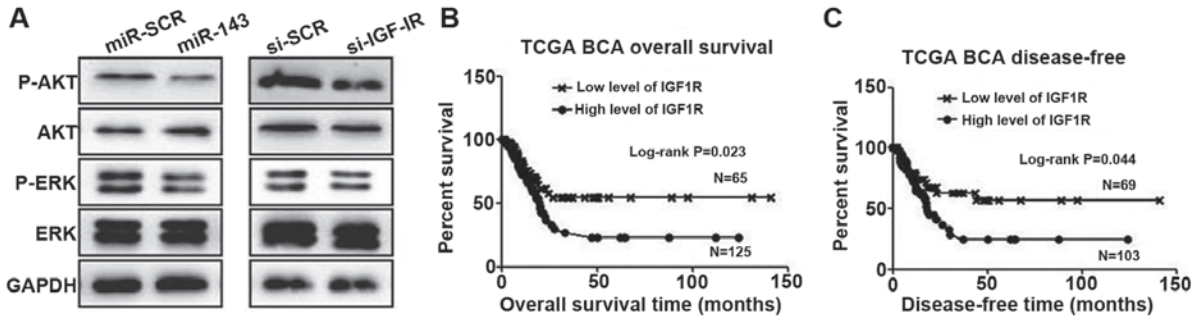 A
miR-SCR
miR-143
si-SCR
si-IGF-IR
P-AKT
AKT
P-ERK
ERK
GAPDH
B
TCGA BCA overall survival
Low level of IGF1R
High level of IGF1R
Log-rank P=0.023
N=65
N=125
Percent survival
150
100
50
0
0
50
100
150
Overall survival time (months)
C
TCGA BCA disease-free
Low level of IGF1R
High level of IGF1R
Log-rank P=0.044
N=69
N=103
Percent survival
150
100
50
0
0
50
100
150
Disease-free time (months)